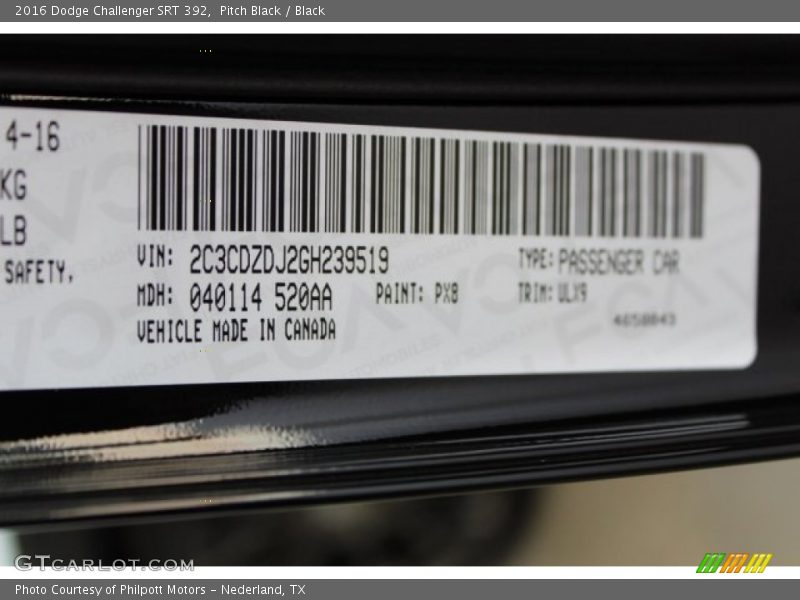 2016 Dodge Challenger SRT 392,  Pitch Black / Black
4-16
KG
LB
SAFETY.
VIN: 2C3CDZDJ2GH239519 TYPE: PASSENGER CAR
MDH: 040114 520AA PAINT: PX8 TRIM: ULX9
VEHICLE MADE IN CANADA 4658043
GTCARLOT.COM
Photo Courtesy of Philpott Motors - Nederland, TX